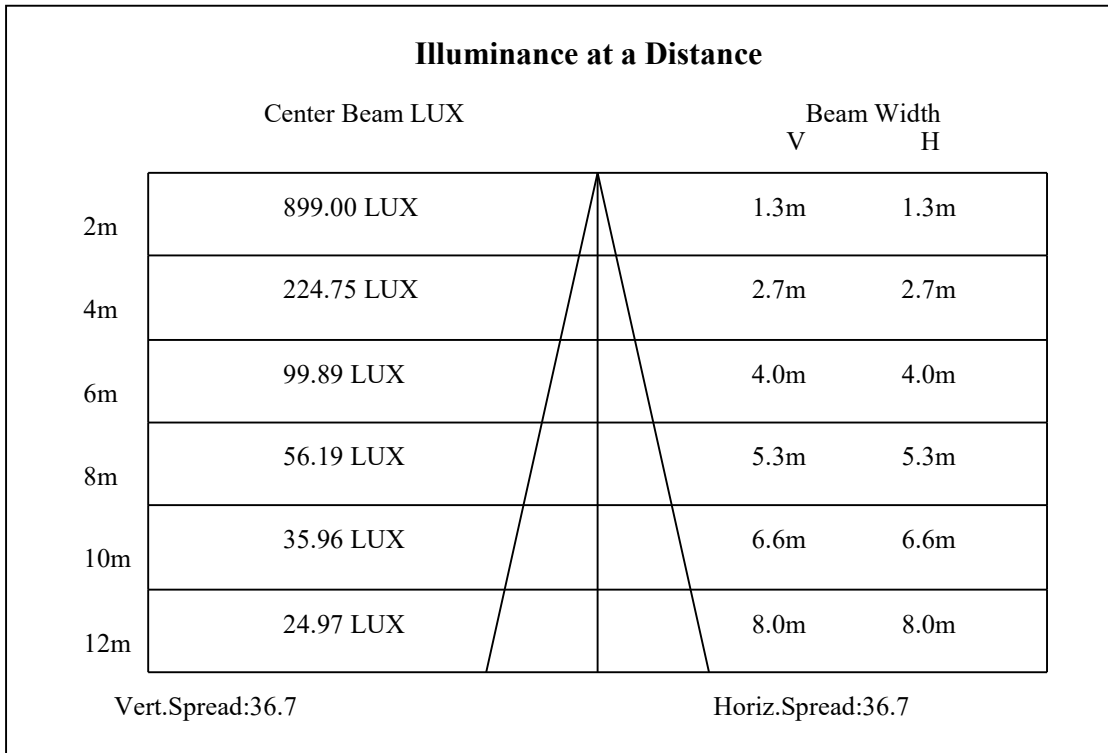 Illuminance at a Distance
Center Beam LUX Beam Width
V H
2m 899.00 LUX 1.3m 1.3m
4m 224.75 LUX 2.7m 2.7m
6m 99.89 LUX 4.0m 4.0m
8m 56.19 LUX 5.3m 5.3m
10m 35.96 LUX 6.6m 6.6m
12m 24.97 LUX 8.0m 8.0m
Vert.Spread:36.7 Horiz.Spread:36.7